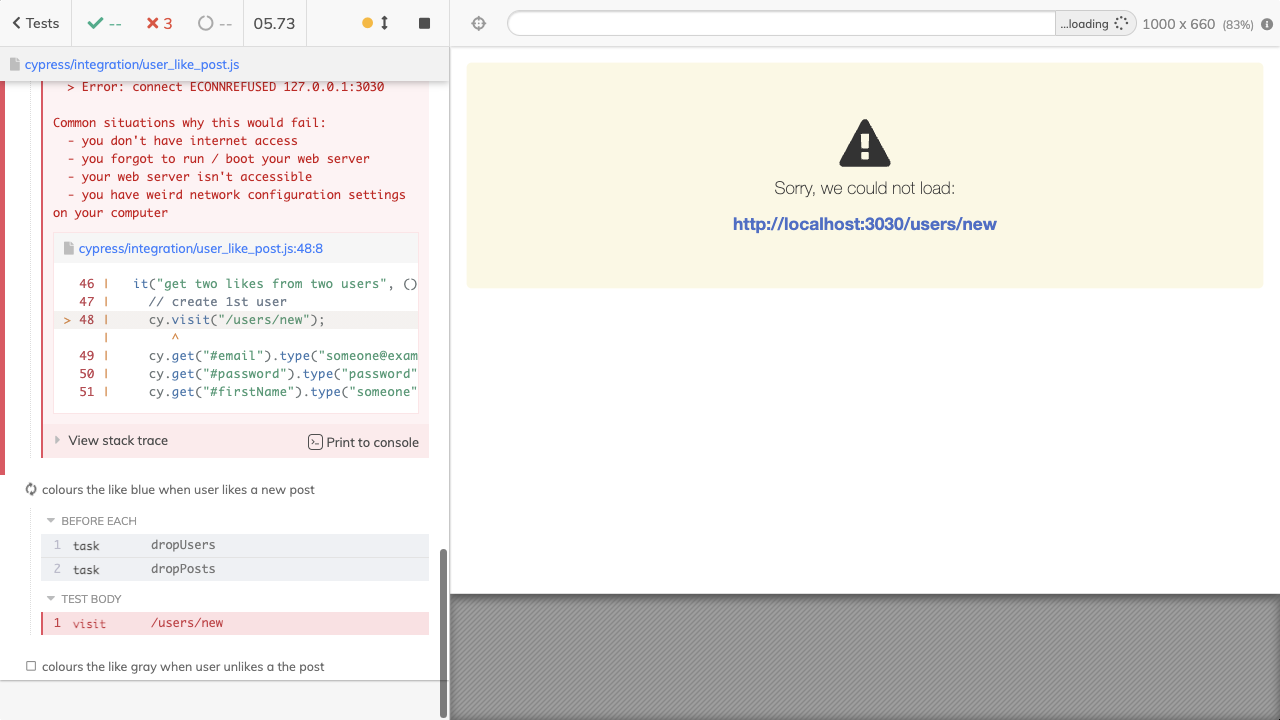 Tests
--
3
--
05.73
...loading
1000 x 660 (83%)
cypress/integration/user_like_post.js
> Error: connect ECONNREFUSED 127.0.0.1:3030
Common situations why this would fail:
- you don't have internet access
- you forgot to run / boot your web server
- your web server isn't accessible
- you have weird network configuration settings
on your computer
cypress/integration/user_like_post.js:48:8
46 | it("get two likes from two users", ()
47 | // create 1st user
> 48 | cy.visit("/users/new");
| ^
49 | cy.get("#email").type("someone@exam
50 | cy.get("#password").type("password"
51 | cy.get("#firstName").type("someone"
View stack trace
Print to console
colours the like blue when user likes a new post
BEFORE EACH
1 task dropUsers
2 task dropPosts
TEST BODY
1 visit /users/new
colours the like gray when user unlikes a the post
Sorry, we could not load:
http://localhost:3030/users/new